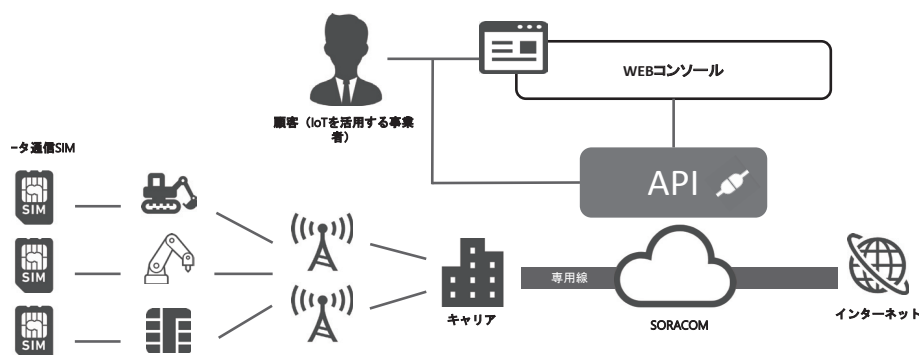 WEBコンソール
顧客（IoTを活用する事業
者）
ータ通信SIM
API
SIM
SIM
SIM
専用線
キャリア
SORACOM
インターネット